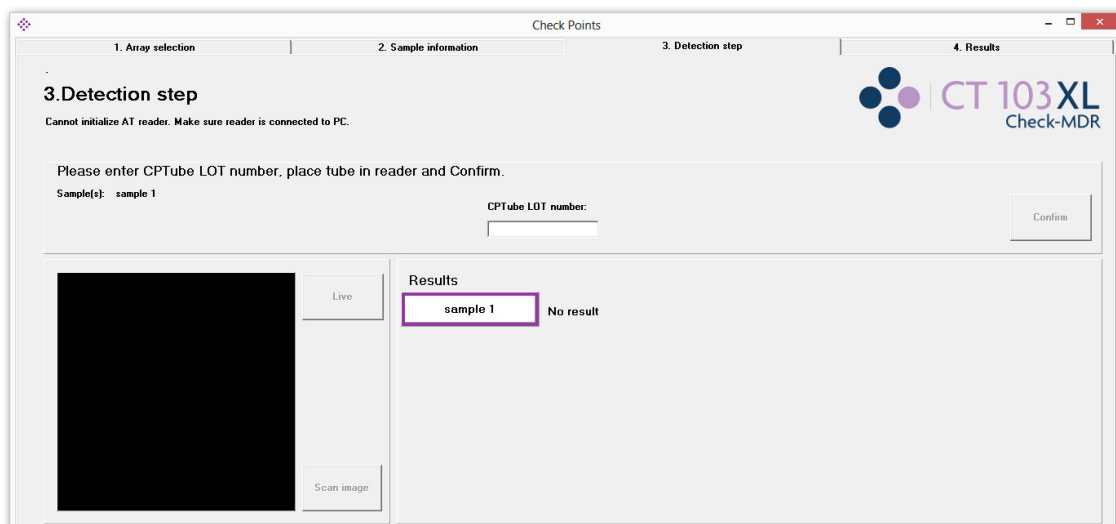 Check Points
1. Array selection
2. Sample information
3. Detection step
4. Results
3.Detection step
CT 103 XL
Check-MDR
Cannot initialize AT reader. Make sure reader is connected to PC.
Please enter CPTube LOT number, place tube in reader and Confirm.
Sample(s): sample 1
CPTube LOT number:
Confirm
Live
Results
sample 1
No result
Scan image